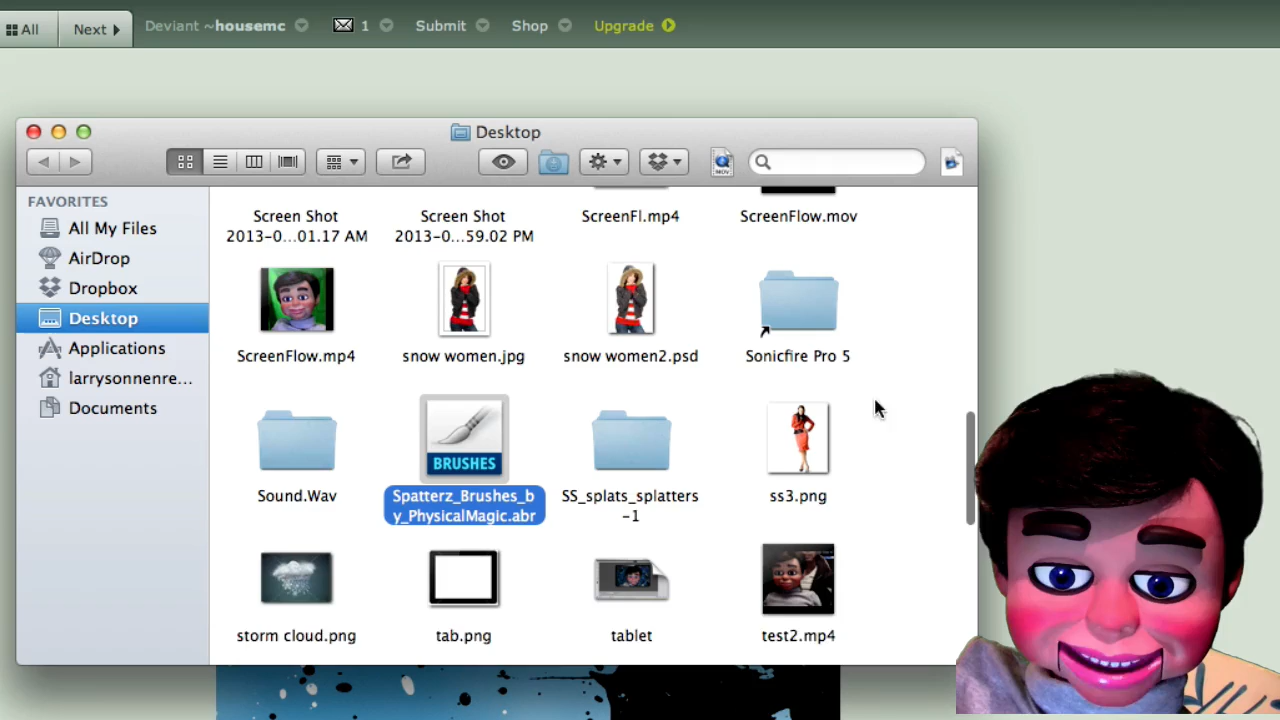 All
Next
Deviant ~housemc
1
Submit
Shop
Upgrade
Desktop
MOV
FAVORITES
All My Files
AirDrop
Dropbox
Desktop
Applications
larrysonnenre...
Documents
Screen Shot
2013-0...01.17 AM
Screen Shot
2013-0...59.02 PM
ScreenFl.mp4
ScreenFlow.mov
ScreenFlow.mp4
snow women.jpg
snow women2.psd
Sonicfire Pro 5
Sound.Wav
BRUSHES
Spatterz_Brushes_b
y_PhysicalMagic.abr
SS_splats_splatters
-1
ss3.png
storm cloud.png
tab.png
tablet
test2.mp4